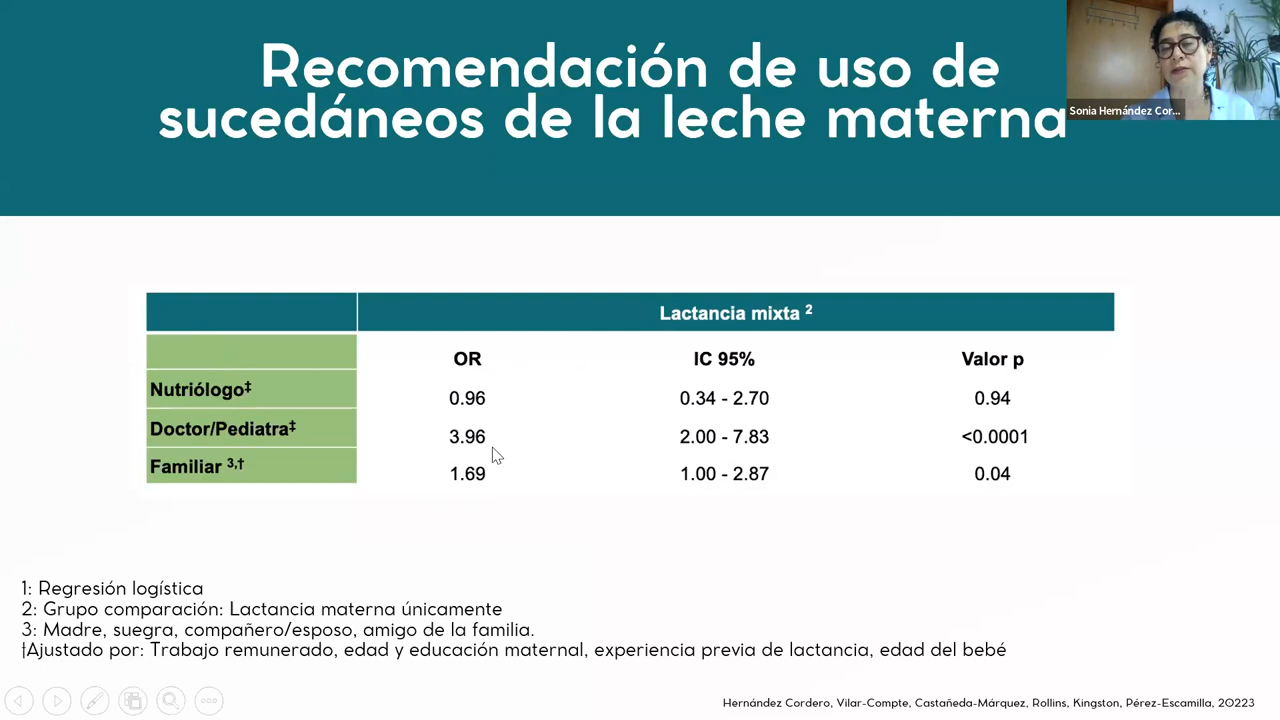 Recomendación de uso de
sucedáneos de la leche materna
Sonia Hernández Cor...
Lactancia mixta 2
OR IC 95% Valor p
Nutriólogo‡ 0.96 0.34 - 2.70 0.94
Doctor/Pediatra‡ 3.96 2.00 - 7.83 <0.0001
Familiar 3,† 1.69 1.00 - 2.87 0.04
1: Regresión logística
2: Grupo comparación: Lactancia materna únicamente
3: Madre, suegra, compañero/esposo, amigo de la familia.
†Ajustado por: Trabajo remunerado, edad y educación maternal, experiencia previa de lactancia, edad del bebé
Hernández Cordero, Vilar-Compte, Castañeda-Márquez, Rollins, Kingston, Pérez-Escamilla, 20223